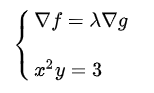 ∇f = λ∇g
x²y = 3